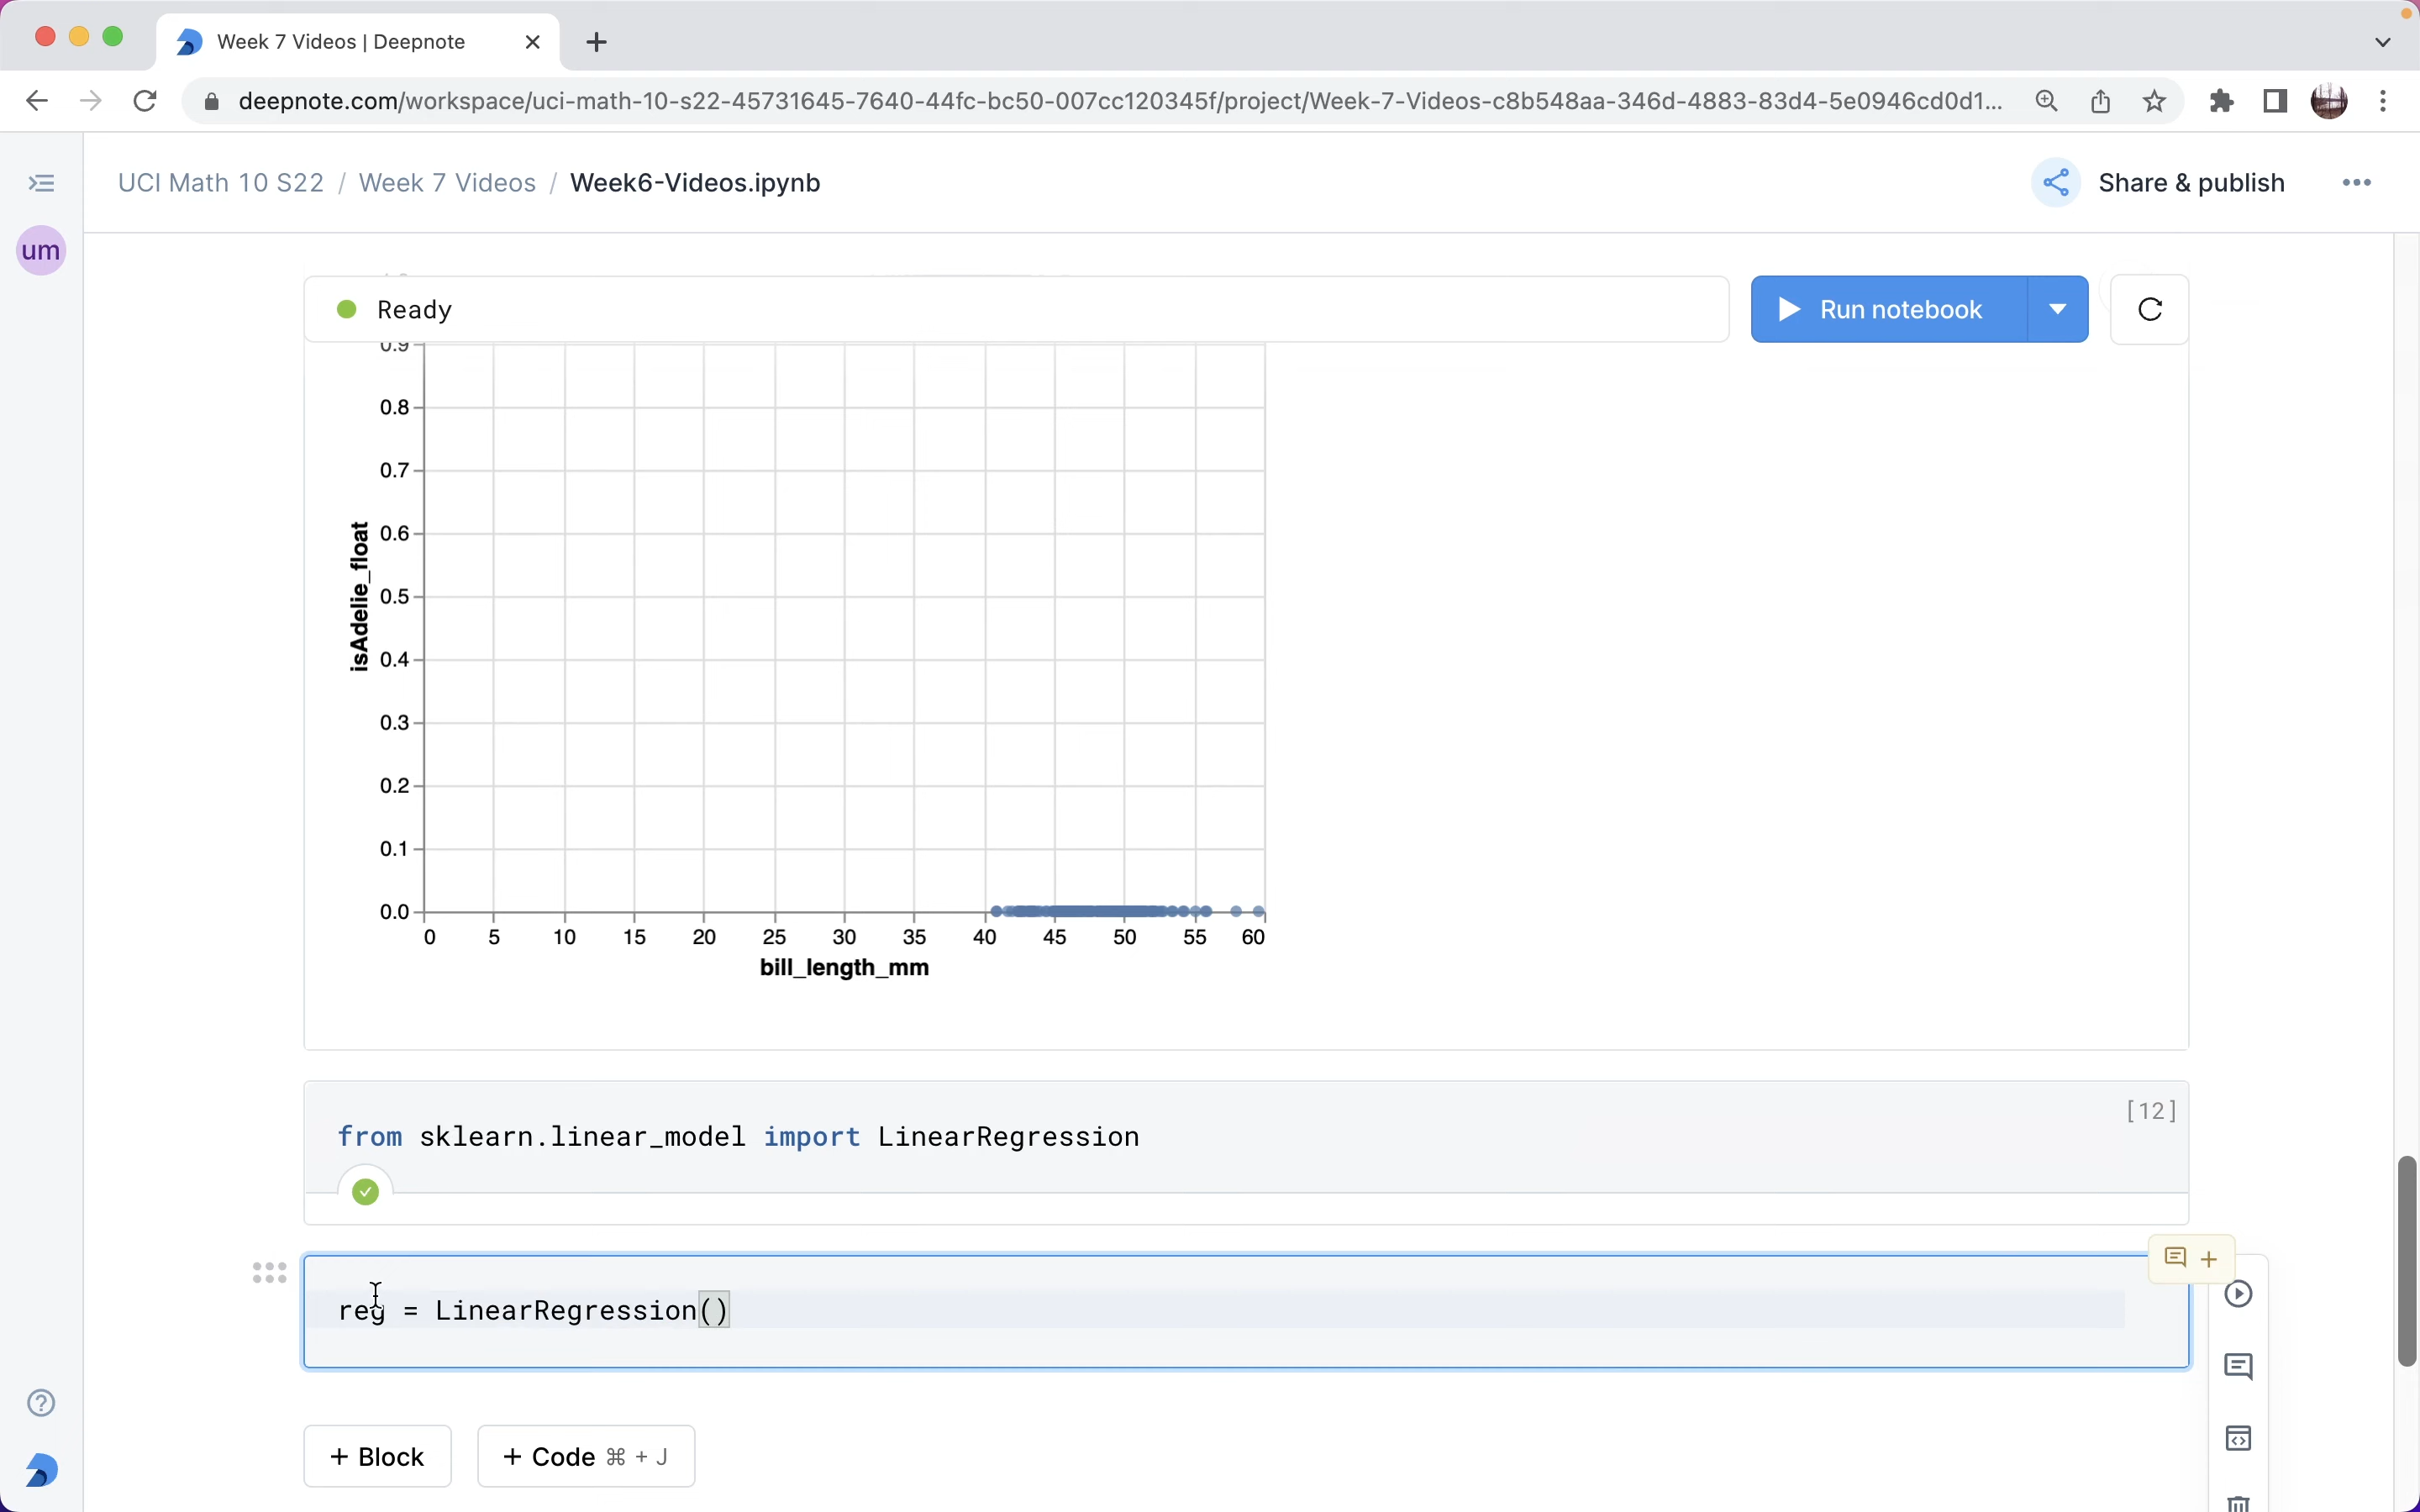 Week 7 Videos | Deepnote
deepnote.com/workspace/uci-math-10-s22-45731645-7640-44fc-bc50-007cc120345f/project/Week-7-Videos-c8b548aa-346d-4883-83d4-5e0946cd0d1...
UCI Math 10 S22 / Week 7 Videos / Week6-Videos.ipynb
Share & publish
um
Ready
Run notebook
0.9
0.8
0.7
0.6
0.5
0.4
0.3
0.2
0.1
0.0
isAdelie_float
0 5 10 15 20 25 30 35 40 45 50 55 60
bill_length_mm
[12]
from sklearn.linear_model import LinearRegression
reg = LinearRegression()
+ Block
+ Code ⌘ + J